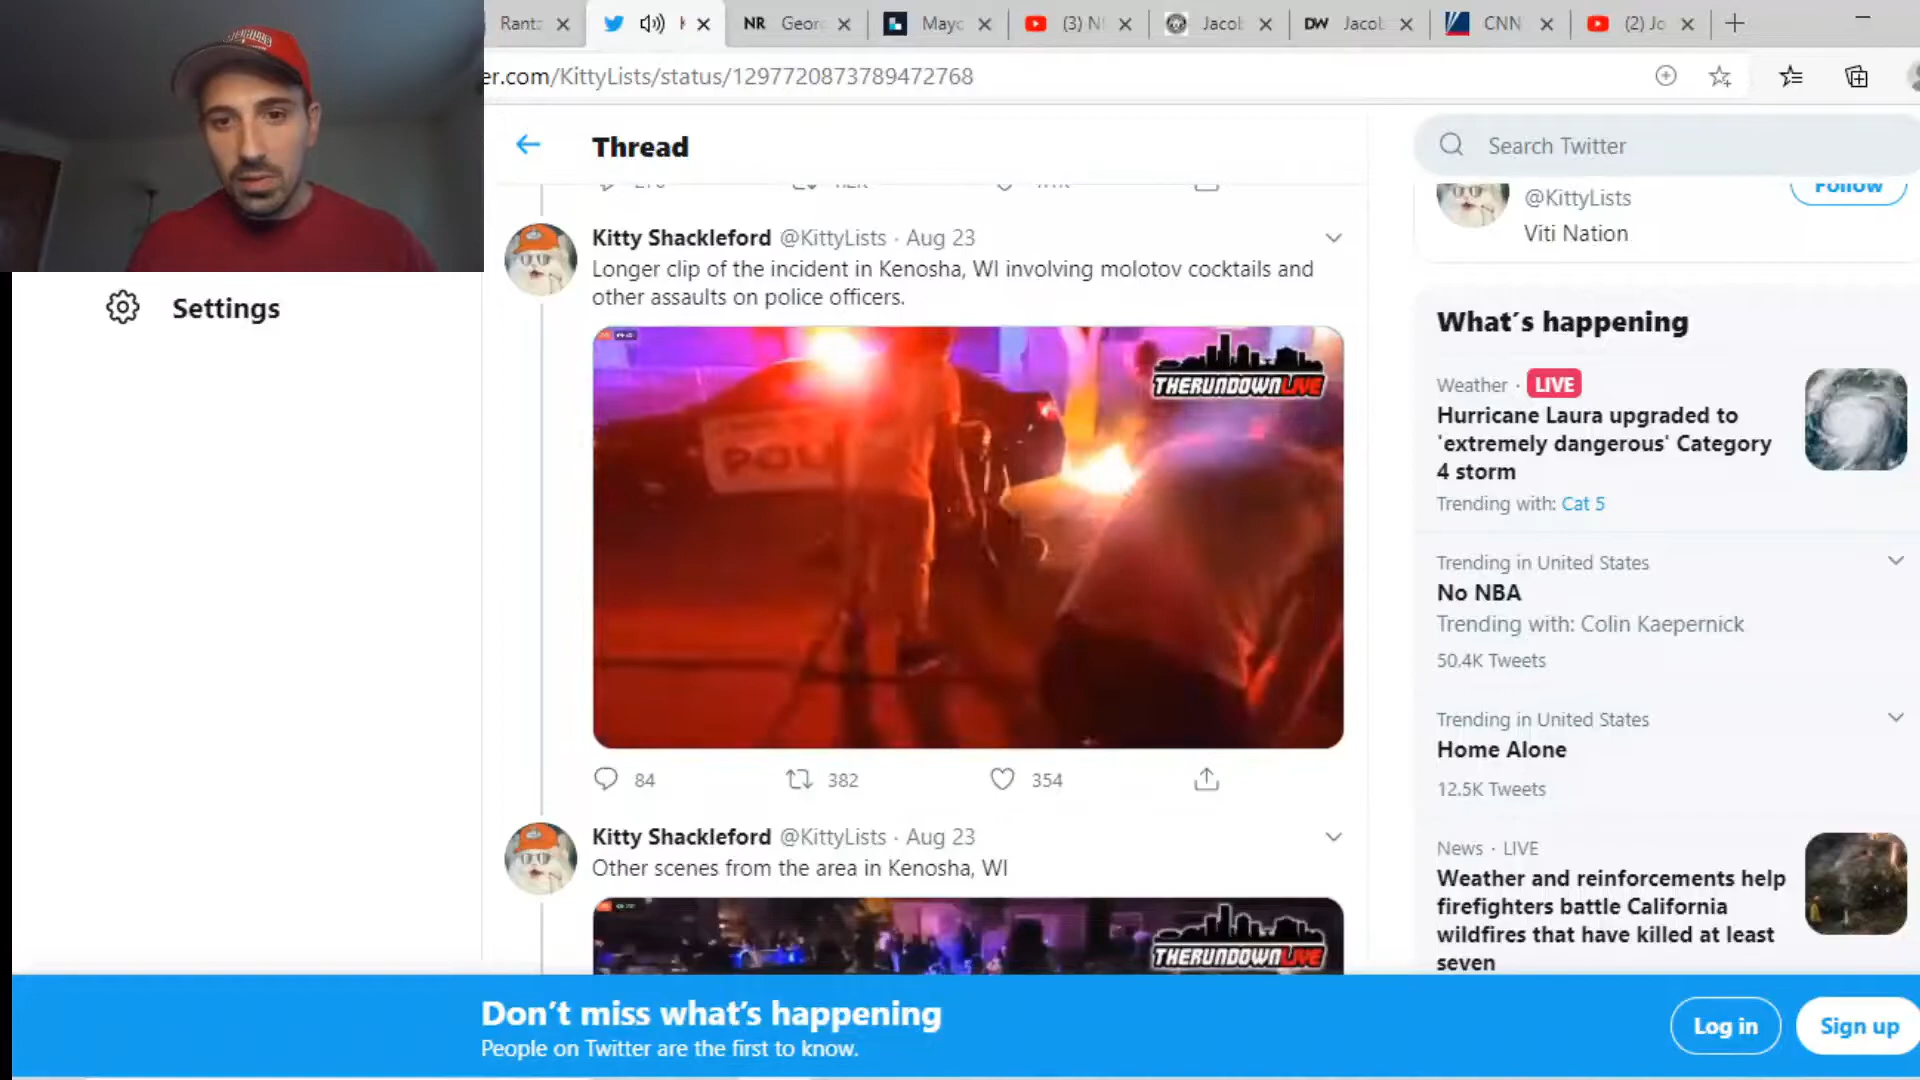 Rant
NR Geor
Mayc
(3) N
Jacob
DW Jacob
CNN
(2) Jo
er.com/KittyLists/status/1297720873789472768
Thread
Search Twitter
Follow
@KittyLists
Viti Nation
Settings
Kitty Shackleford @KittyLists · Aug 23
Longer clip of the incident in Kenosha, WI involving molotov cocktails and
other assaults on police officers.
THERUNDOWNLIVE
POLI
84
382
354
Kitty Shackleford @KittyLists · Aug 23
Other scenes from the area in Kenosha, WI
THERUNDOWNLIVE
What's happening
Weather · LIVE
Hurricane Laura upgraded to
'extremely dangerous' Category
4 storm
Trending with: Cat 5
Trending in United States
No NBA
Trending with: Colin Kaepernick
50.4K Tweets
Trending in United States
Home Alone
12.5K Tweets
News · LIVE
Weather and reinforcements help
firefighters battle California
wildfires that have killed at least
seven
Don't miss what's happening
People on Twitter are the first to know.
Log in
Sign up